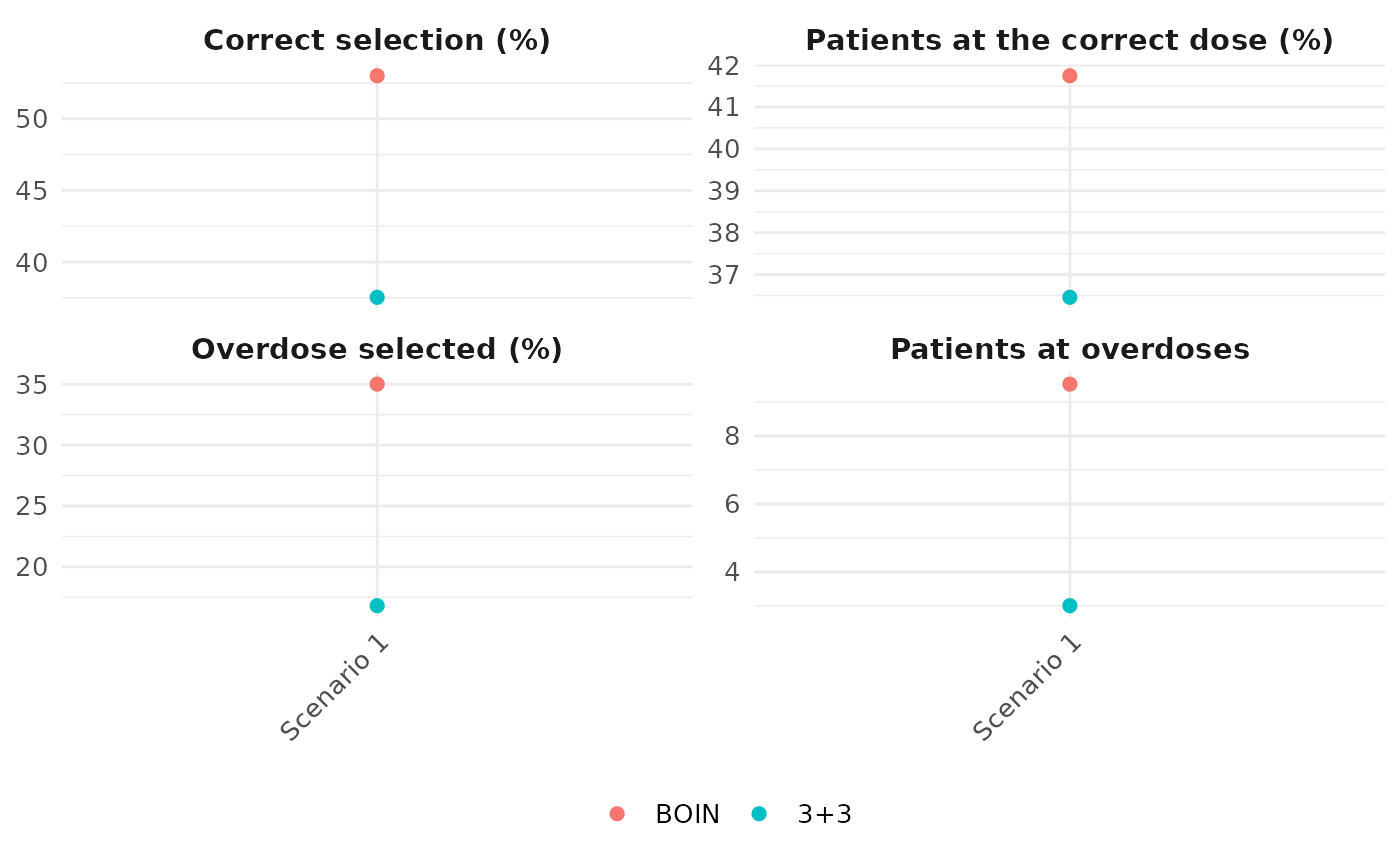 Correct selection (%)
Patients at the correct dose (%)
50
45
40
42
41
40
39
38
37
Overdose selected (%)
Patients at overdoses
35
30
25
20
8
6
4
Scenario 1
Scenario 1
BOIN
3+3